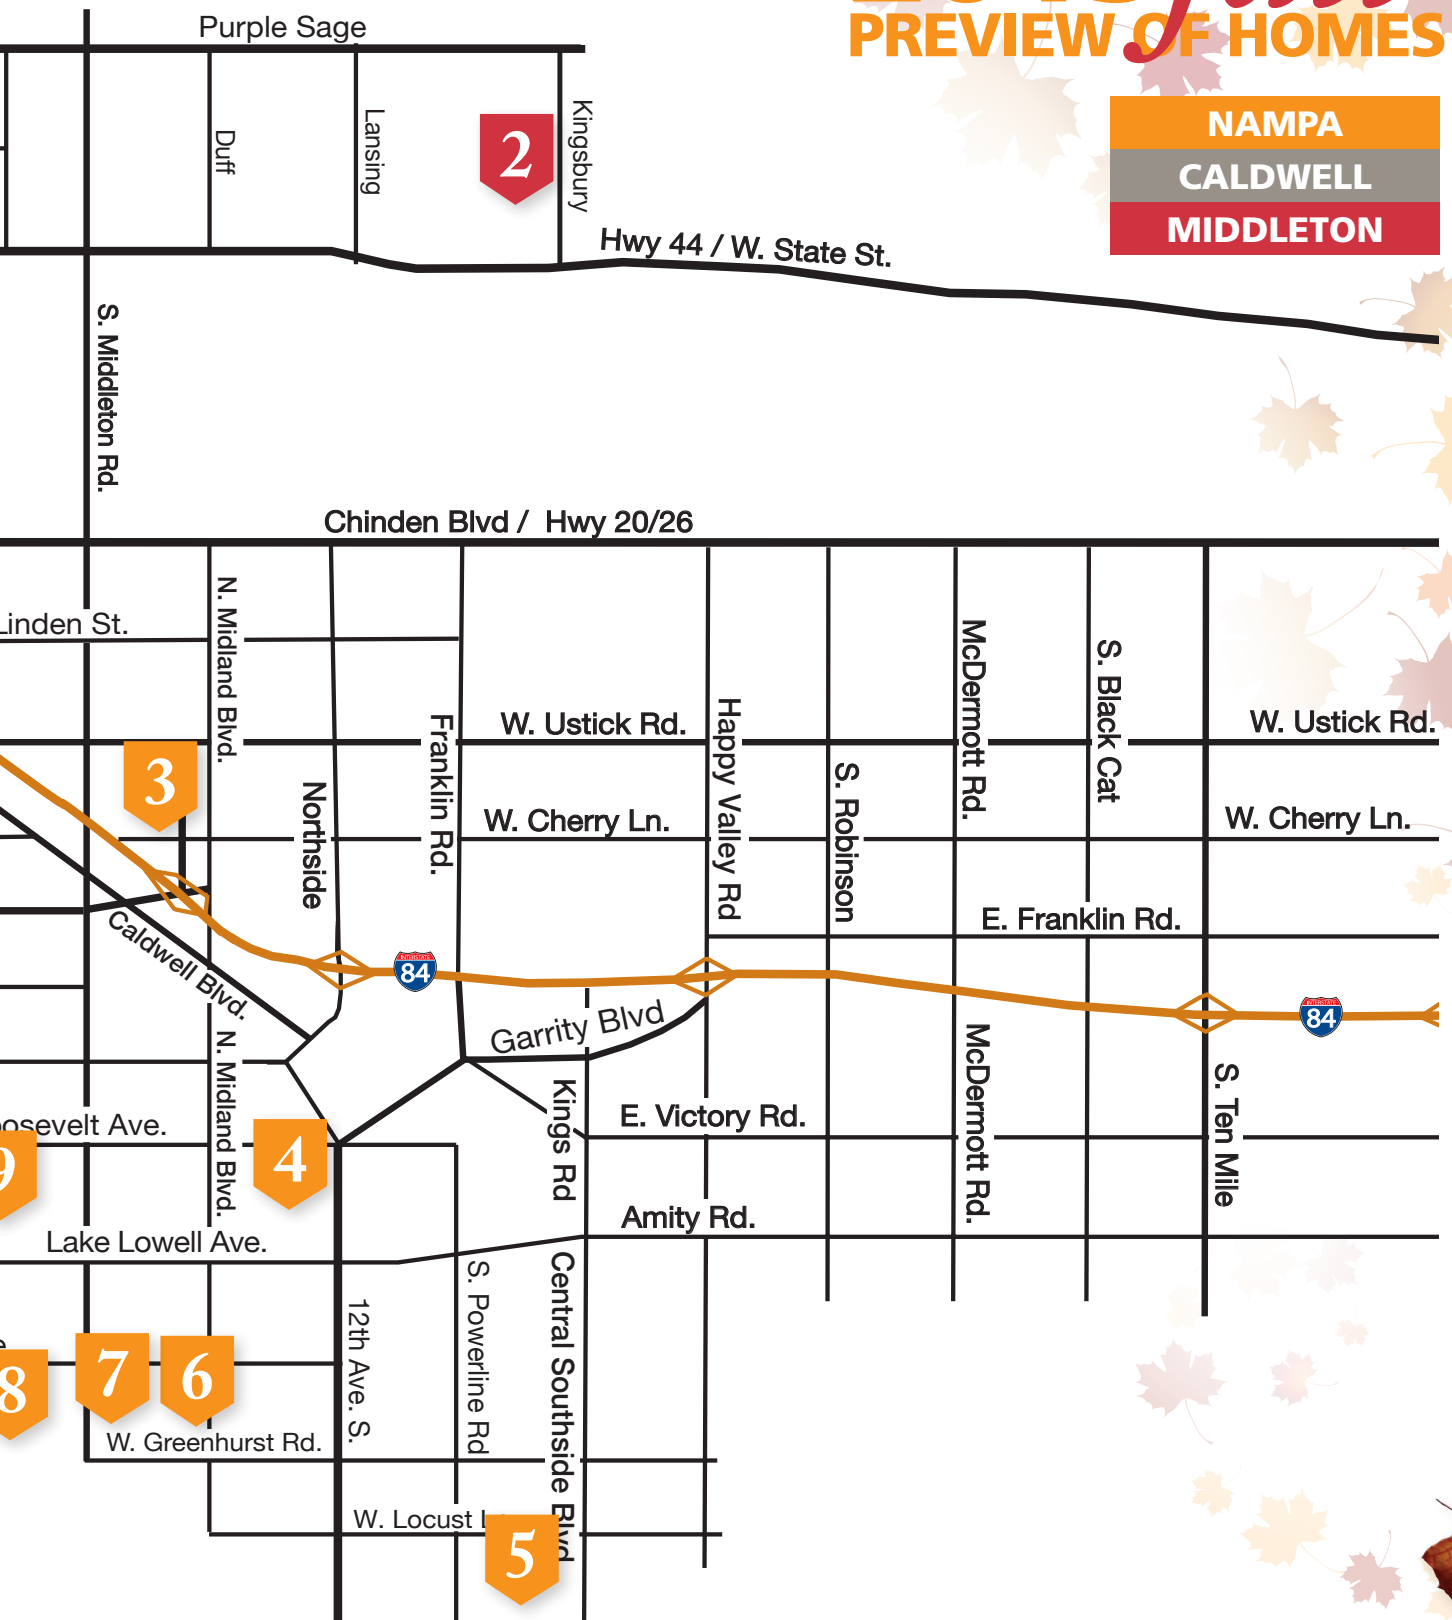 Purple Sage
PREVIEW OF HOMES
NAMPA
CALDWELL
MIDDLETON
Duff
Lansing
2
Kingsbury
Hwy 44 / W. State St.
S. Middleton Rd.
Chinden Blvd / Hwy 20/26
Linden St.
N. Midland Blvd.
Franklin Rd.
W. Ustick Rd.
Happy Valley Rd
McDermott Rd.
S. Black Cat
W. Ustick Rd.
3
Northside
W. Cherry Ln.
S. Robinson
W. Cherry Ln.
Caldwell Blvd.
E. Franklin Rd.
INTERSTATE
84
INTERSTATE
84
Garrity Blvd
N. Midland Blvd.
McDermott Rd.
S. Ten Mile
Kings Rd
E. Victory Rd.
osevelt Ave.
9
4
Amity Rd.
Lake Lowell Ave.
12th Ave. S.
S. Powerline Rd
Central Southside Blvd
8
7
6
W. Greenhurst Rd.
W. Locust
5